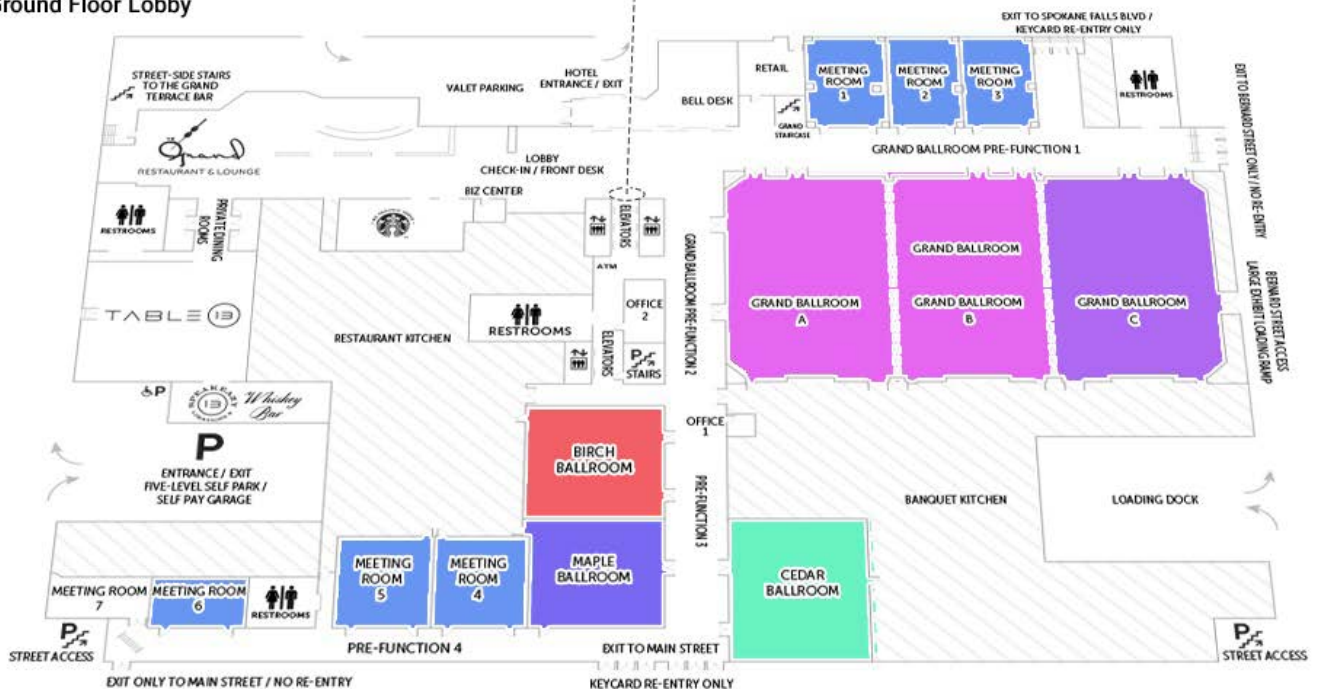 Ground Floor Lobby
EXIT TO SPOKANE FALLS BLVD /
KEYCARD RE-ENTRY ONLY
STREET-SIDE STAIRS
TO THE GRAND
TERRACE BAR
VALET PARKING
HOTEL
ENTRANCE / EXIT
BELL DESK
RETAIL
GRAND
STAIRCASE
MEETING
ROOM
1
MEETING
ROOM
2
MEETING
ROOM
3
RESTROOMS
EXIT TO BERNARD STREET ONLY / NO RE-ENTRY
GRAND BALLROOM PRE-FUNCTION 1
THE
Grand
RESTAURANT & LOUNGE
LOBBY
CHECK-IN / FRONT DESK
BIZ CENTER
RESTROOMS
PRIVATE DINING
ROOMS
ELEVATORS
ATM
GRAND BALLROOM PRE-FUNCTION 2
GRAND BALLROOM
GRAND BALLROOM
A
GRAND BALLROOM
B
GRAND BALLROOM
C
BERNARD STREET ACCESS
LARGE EXHIBIT LOADING RAMP
TABLE 13
RESTAURANT KITCHEN
RESTROOMS
OFFICE
2
ELEVATORS
P
STAIRS
P
SPEAKEAZY
13
LIBATIONS
Whiskey
Bar
P
ENTRANCE / EXIT
FIVE-LEVEL SELF PARK /
SELF PAY GARAGE
BIRCH
BALLROOM
OFFICE
1
PRE-FUNCTION 3
BANQUET KITCHEN
LOADING DOCK
MEETING ROOM
7
MEETING ROOM
6
RESTROOMS
MEETING
ROOM
5
MEETING
ROOM
4
MAPLE
BALLROOM
CEDAR
BALLROOM
P
STREET ACCESS
PRE-FUNCTION 4
EXIT TO MAIN STREET
P
STREET ACCESS
EXIT ONLY TO MAIN STREET / NO RE-ENTRY
KEYCARD RE-ENTRY ONLY